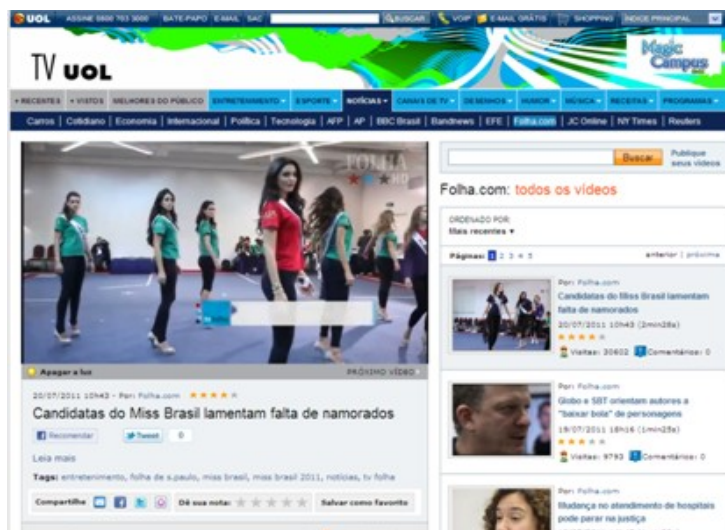 UOL ASSINE 0800 703 3000 BATE-PAPO E-MAIL SAC BUSCAR VOIP E-MAIL GRÁTIS SHOPPING ÍNDICE PRINCIPAL
TV UOL
Magic
Campus
+ RECENTES + VISTOS MELHORES DO PÚBLICO ENTRETENIMENTO ESPORTE NOTÍCIAS CANAIS DE TV DESENHOS HUMOR MÚSICA RECEITAS PROGRAMAS
Carros | Cotidiano | Economia | Internacional | Política | Tecnologia | AFP | AP | BBC Brasil | Bandnews | EFE | Folha.com | JC Online | NY Times | Reuters
FOLHA
HD
Apagar a luz PRÓXIMO VÍDEO
20/07/2011 10h43 - Por: Folha.com
Candidatas do Miss Brasil lamentam falta de namorados
Recomendar Tweet 0
Leia mais
Tags: entretenimento, folha de s.paulo, miss brasil, miss brasil 2011, notícias, tv folha
Compartilhe Dê sua nota: Salvar como favorito
Buscar Publique
seus vídeos
Folha.com: todos os vídeos
ORDENADO POR:
Mais recentes
Páginas: 1 2 3 4 5 anterior | próxima
Por: Folha.com
Candidatas do Miss Brasil lamentam
falta de namorados
20/07/2011 10h43 (2min28s)
Visitas: 30602 Comentários: 0
Por: Folha.com
Globo e SBT orientam autores a
"baixar bola" de personagens
19/07/2011 18h16 (1min25s)
Visitas: 9793 Comentários: 0
Por: Folha.com
Mudança no atendimento de hospitais
pode parar na justiça